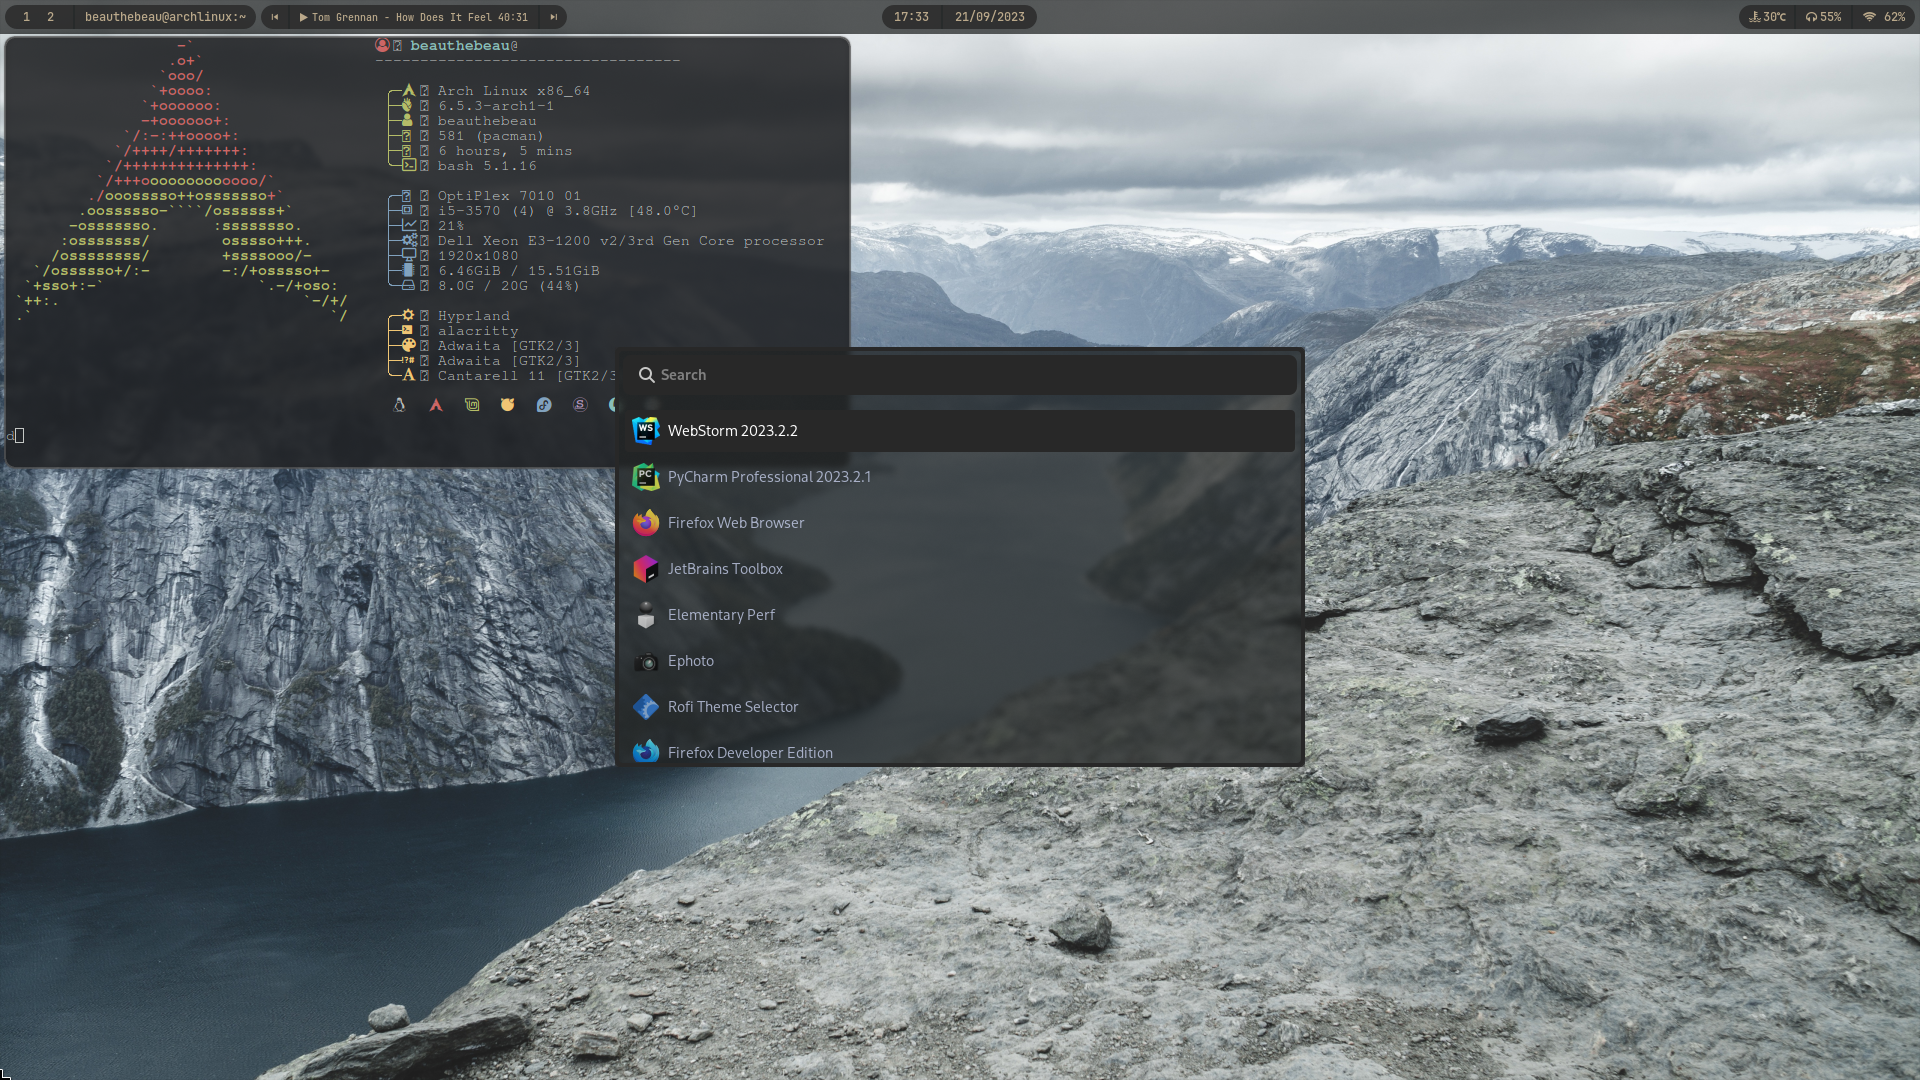 1 2 beauthebeau@archlinux:~ Tom Grennan - How Does It Feel 40:31 17:33 21/09/2023 30℃ 55% 62%
beauthebeau@
----------------------------------
Arch Linux x86_64
6.5.3-arch1-1
beauthebeau
581 (pacman)
6 hours, 5 mins
bash 5.1.16
OptiPlex 7010 01
i5-3570 (4) @ 3.8GHz [48.0°C]
21%
Dell Xeon E3-1200 v2/3rd Gen Core processor
1920x1080
6.46GiB / 15.51GiB
8.0G / 20G (44%)
Hyprland
alacritty
Adwaita [GTK2/3]
Adwaita [GTK2/3]
Cantarell 11 [GTK2/3
d
Search
WebStorm 2023.2.2
PyCharm Professional 2023.2.1
Firefox Web Browser
JetBrains Toolbox
Elementary Perf
Ephoto
Rofi Theme Selector
Firefox Developer Edition